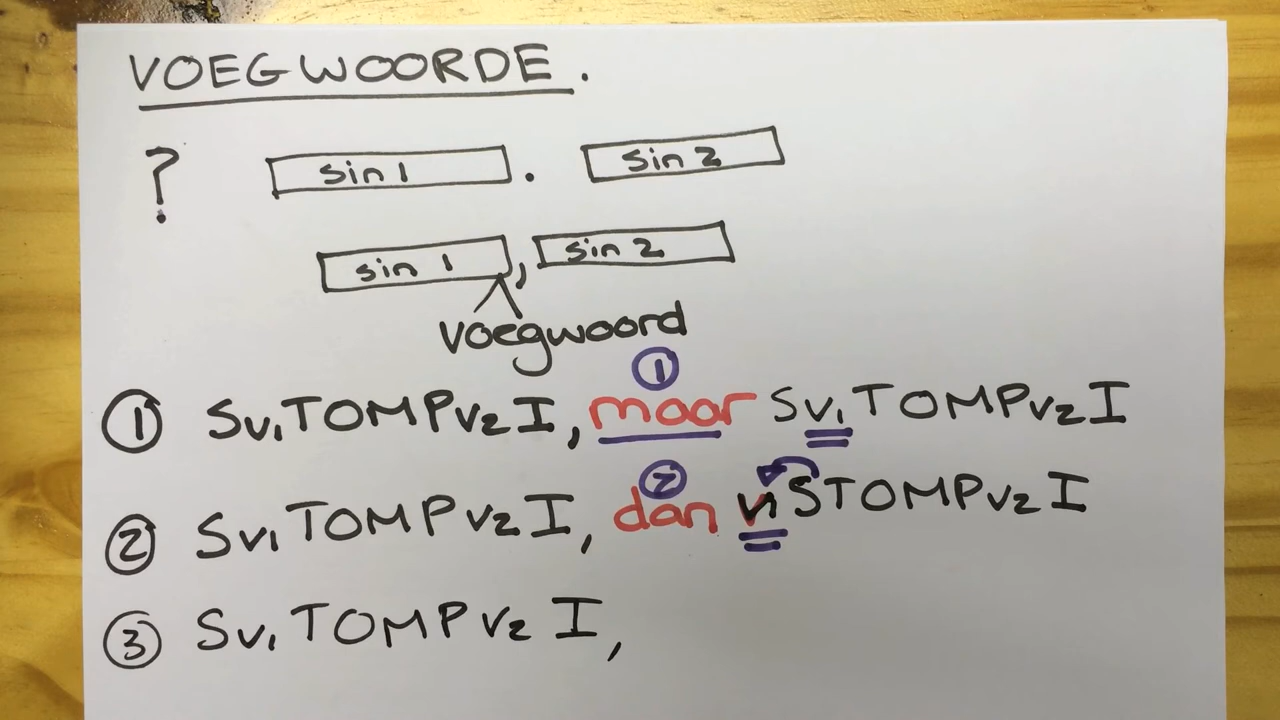 VOEGWOORDE.
? sin 1 . sin 2
sin 1 , sin 2
voegwoord
①
① Sv₁TOMPv₂I, maar Sv₁TOMPv₂I
②
② Sv₁TOMPv₂I, dan v₁STOMPv₂I
③ Sv₁TOMPv₂I,